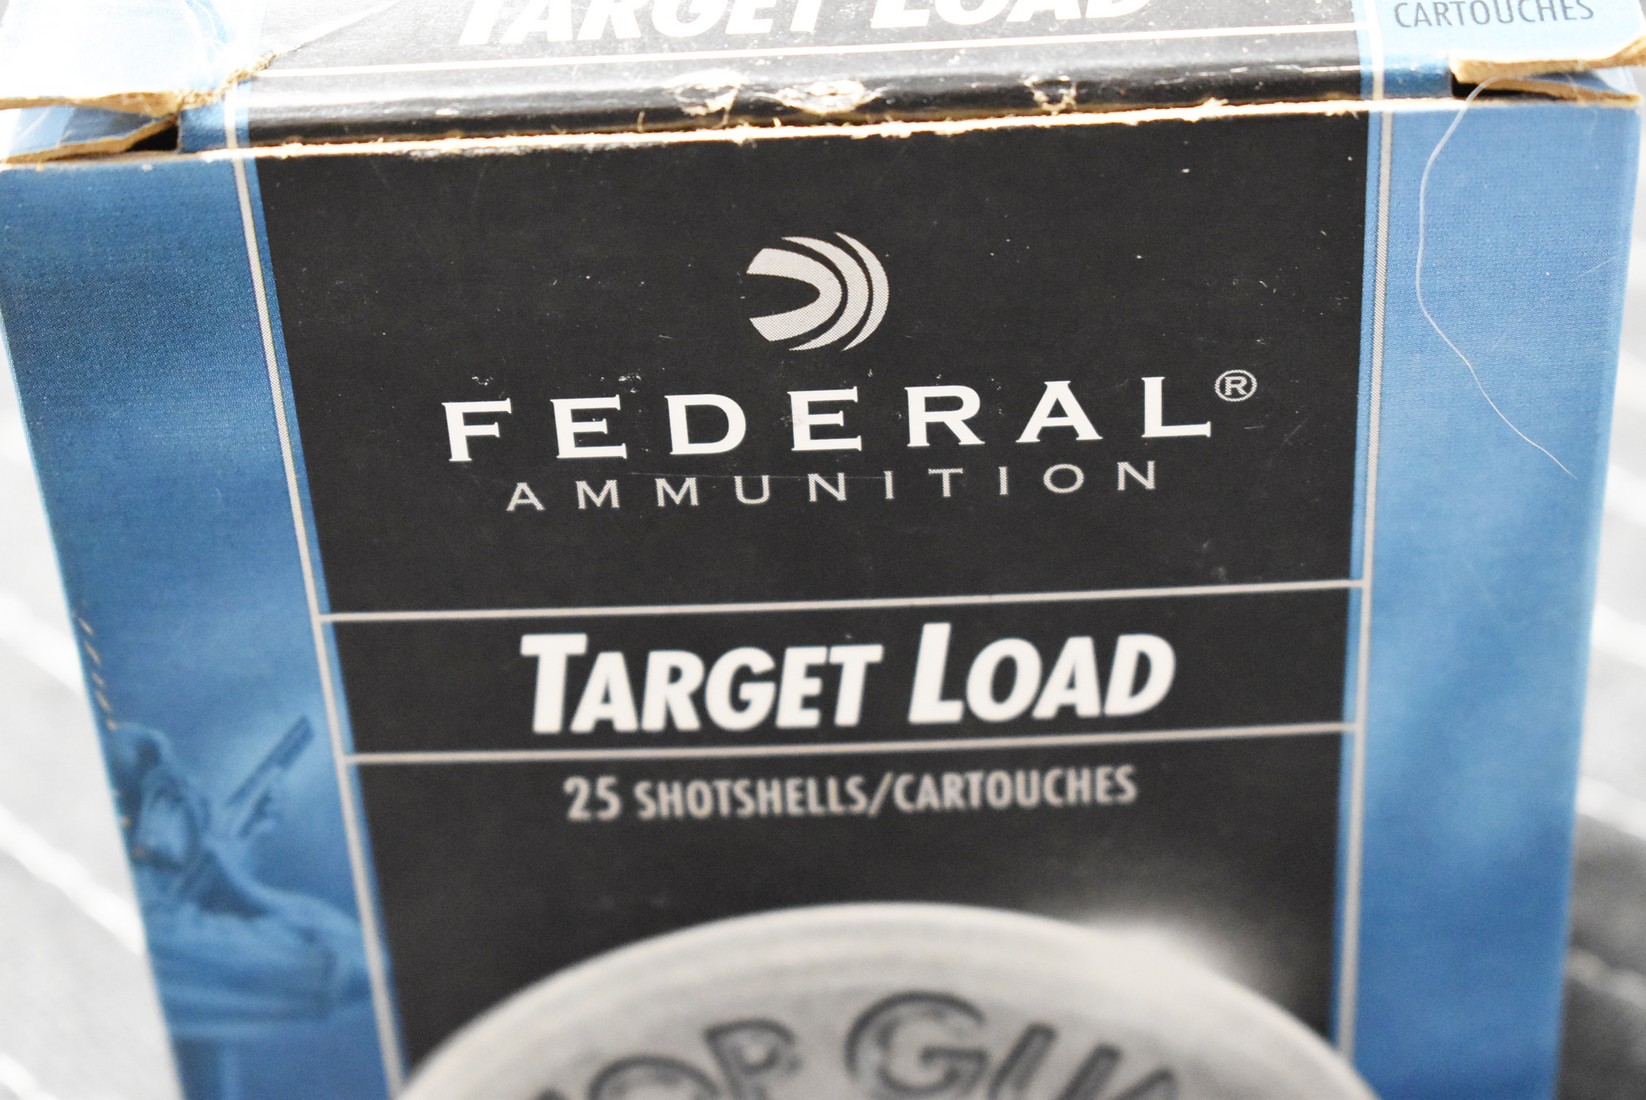 TARGET LOAD
CARTOUCHES
FEDERAL®
AMMUNITION
TARGET LOAD
25 SHOTSHELLS/CARTOUCHES